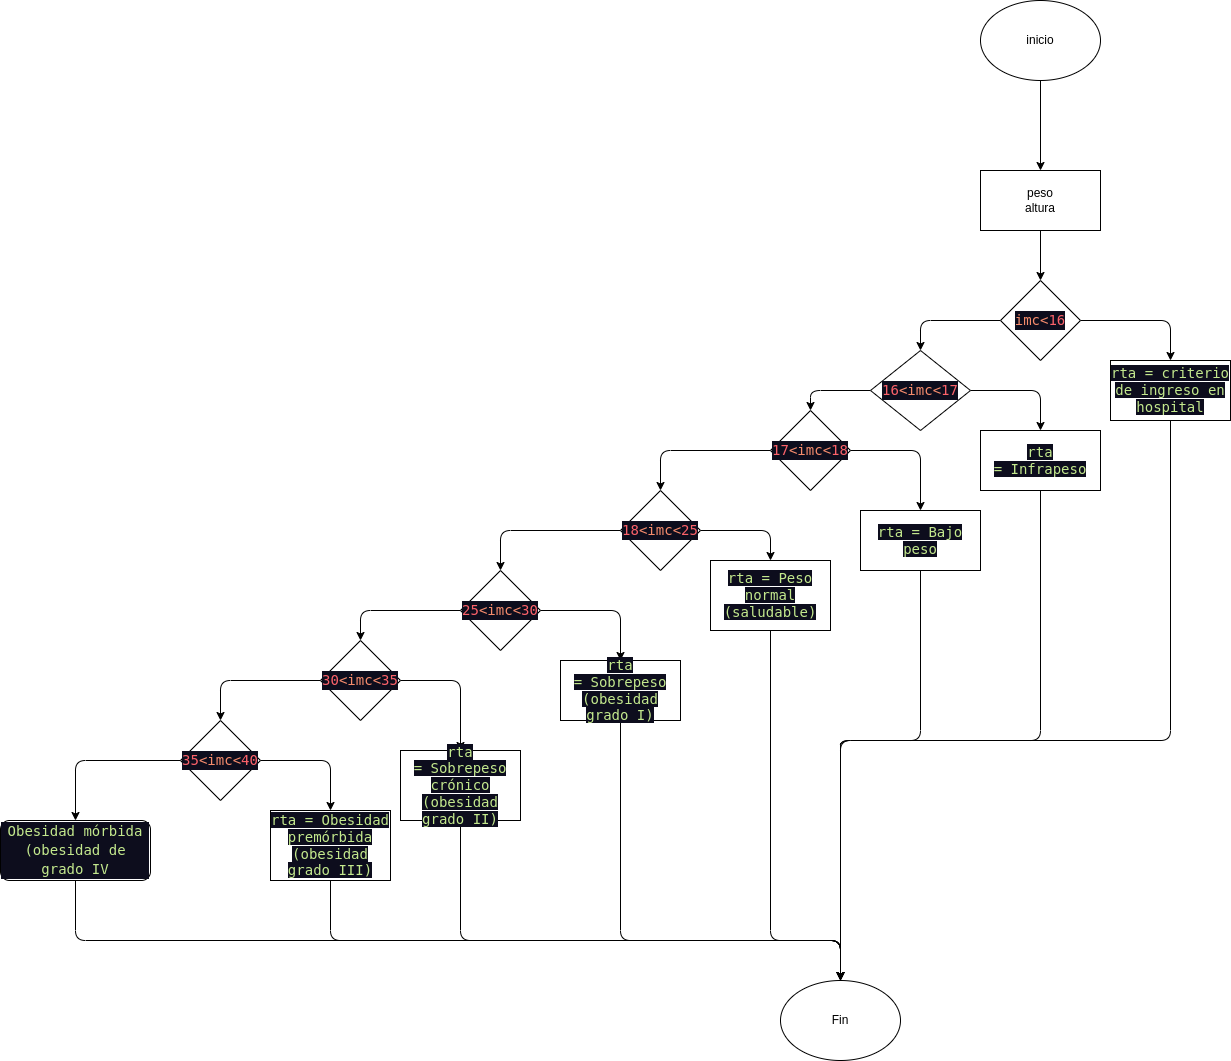 inicio
peso
altura
imc<16
rta = criterio
de ingreso en
hospital
16<imc<17
rta
= Infrapeso
17<imc<18
rta = Bajo
peso
18<imc<25
rta = Peso
normal
(saludable)
25<imc<30
rta
= Sobrepeso
(obesidad
grado I)
30<imc<35
rta
= Sobrepeso
crónico
(obesidad
grado II)
35<imc<40
rta = Obesidad
premórbida
(obesidad
grado III)
Obesidad mórbida
(obesidad de
grado IV
Fin